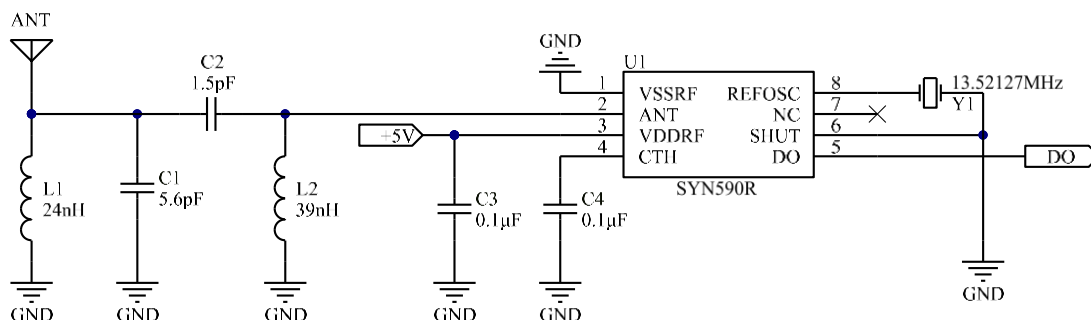 ANT
C2
1.5pF
L1
24nH
C1
5.6pF
L2
39nH
+5V
C3
0.1μF
C4
0.1μF
GND
U1
1
2
3
4
VSSRF
ANT
VDDRF
CTH
REFOSC
NC
SHUT
DO
8
7
6
5
SYN590R
13.52127MHz
Y1
DO
GND
GND
GND
GND
GND
GND